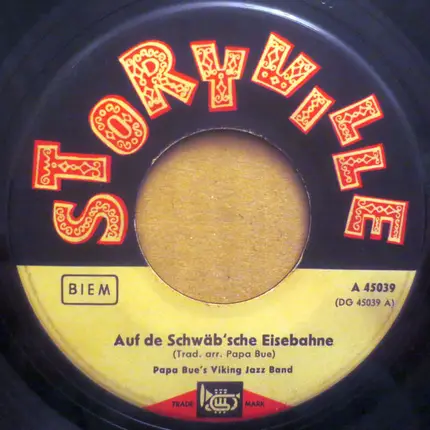 STORYVILLE
BIEM
A 45039
(DG 45039 A)
Auf de Schwäb'sche Eisebahne
(Trad. arr. Papa Bue)
Papa Bue's Viking Jazz Band
TRADE MARK